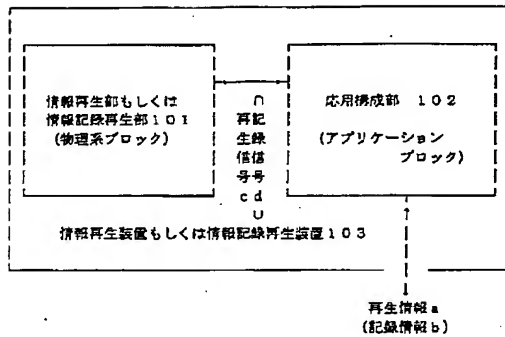 情報再生部もしくは
情報記録再生部101
(物理系ブロック)
再生信号c
(記録信号d)
応用構成部 102
(アプリケーション
ブロック)
情報再生装置もしくは情報記録再生装置103
再生情報a
(記録情報b)